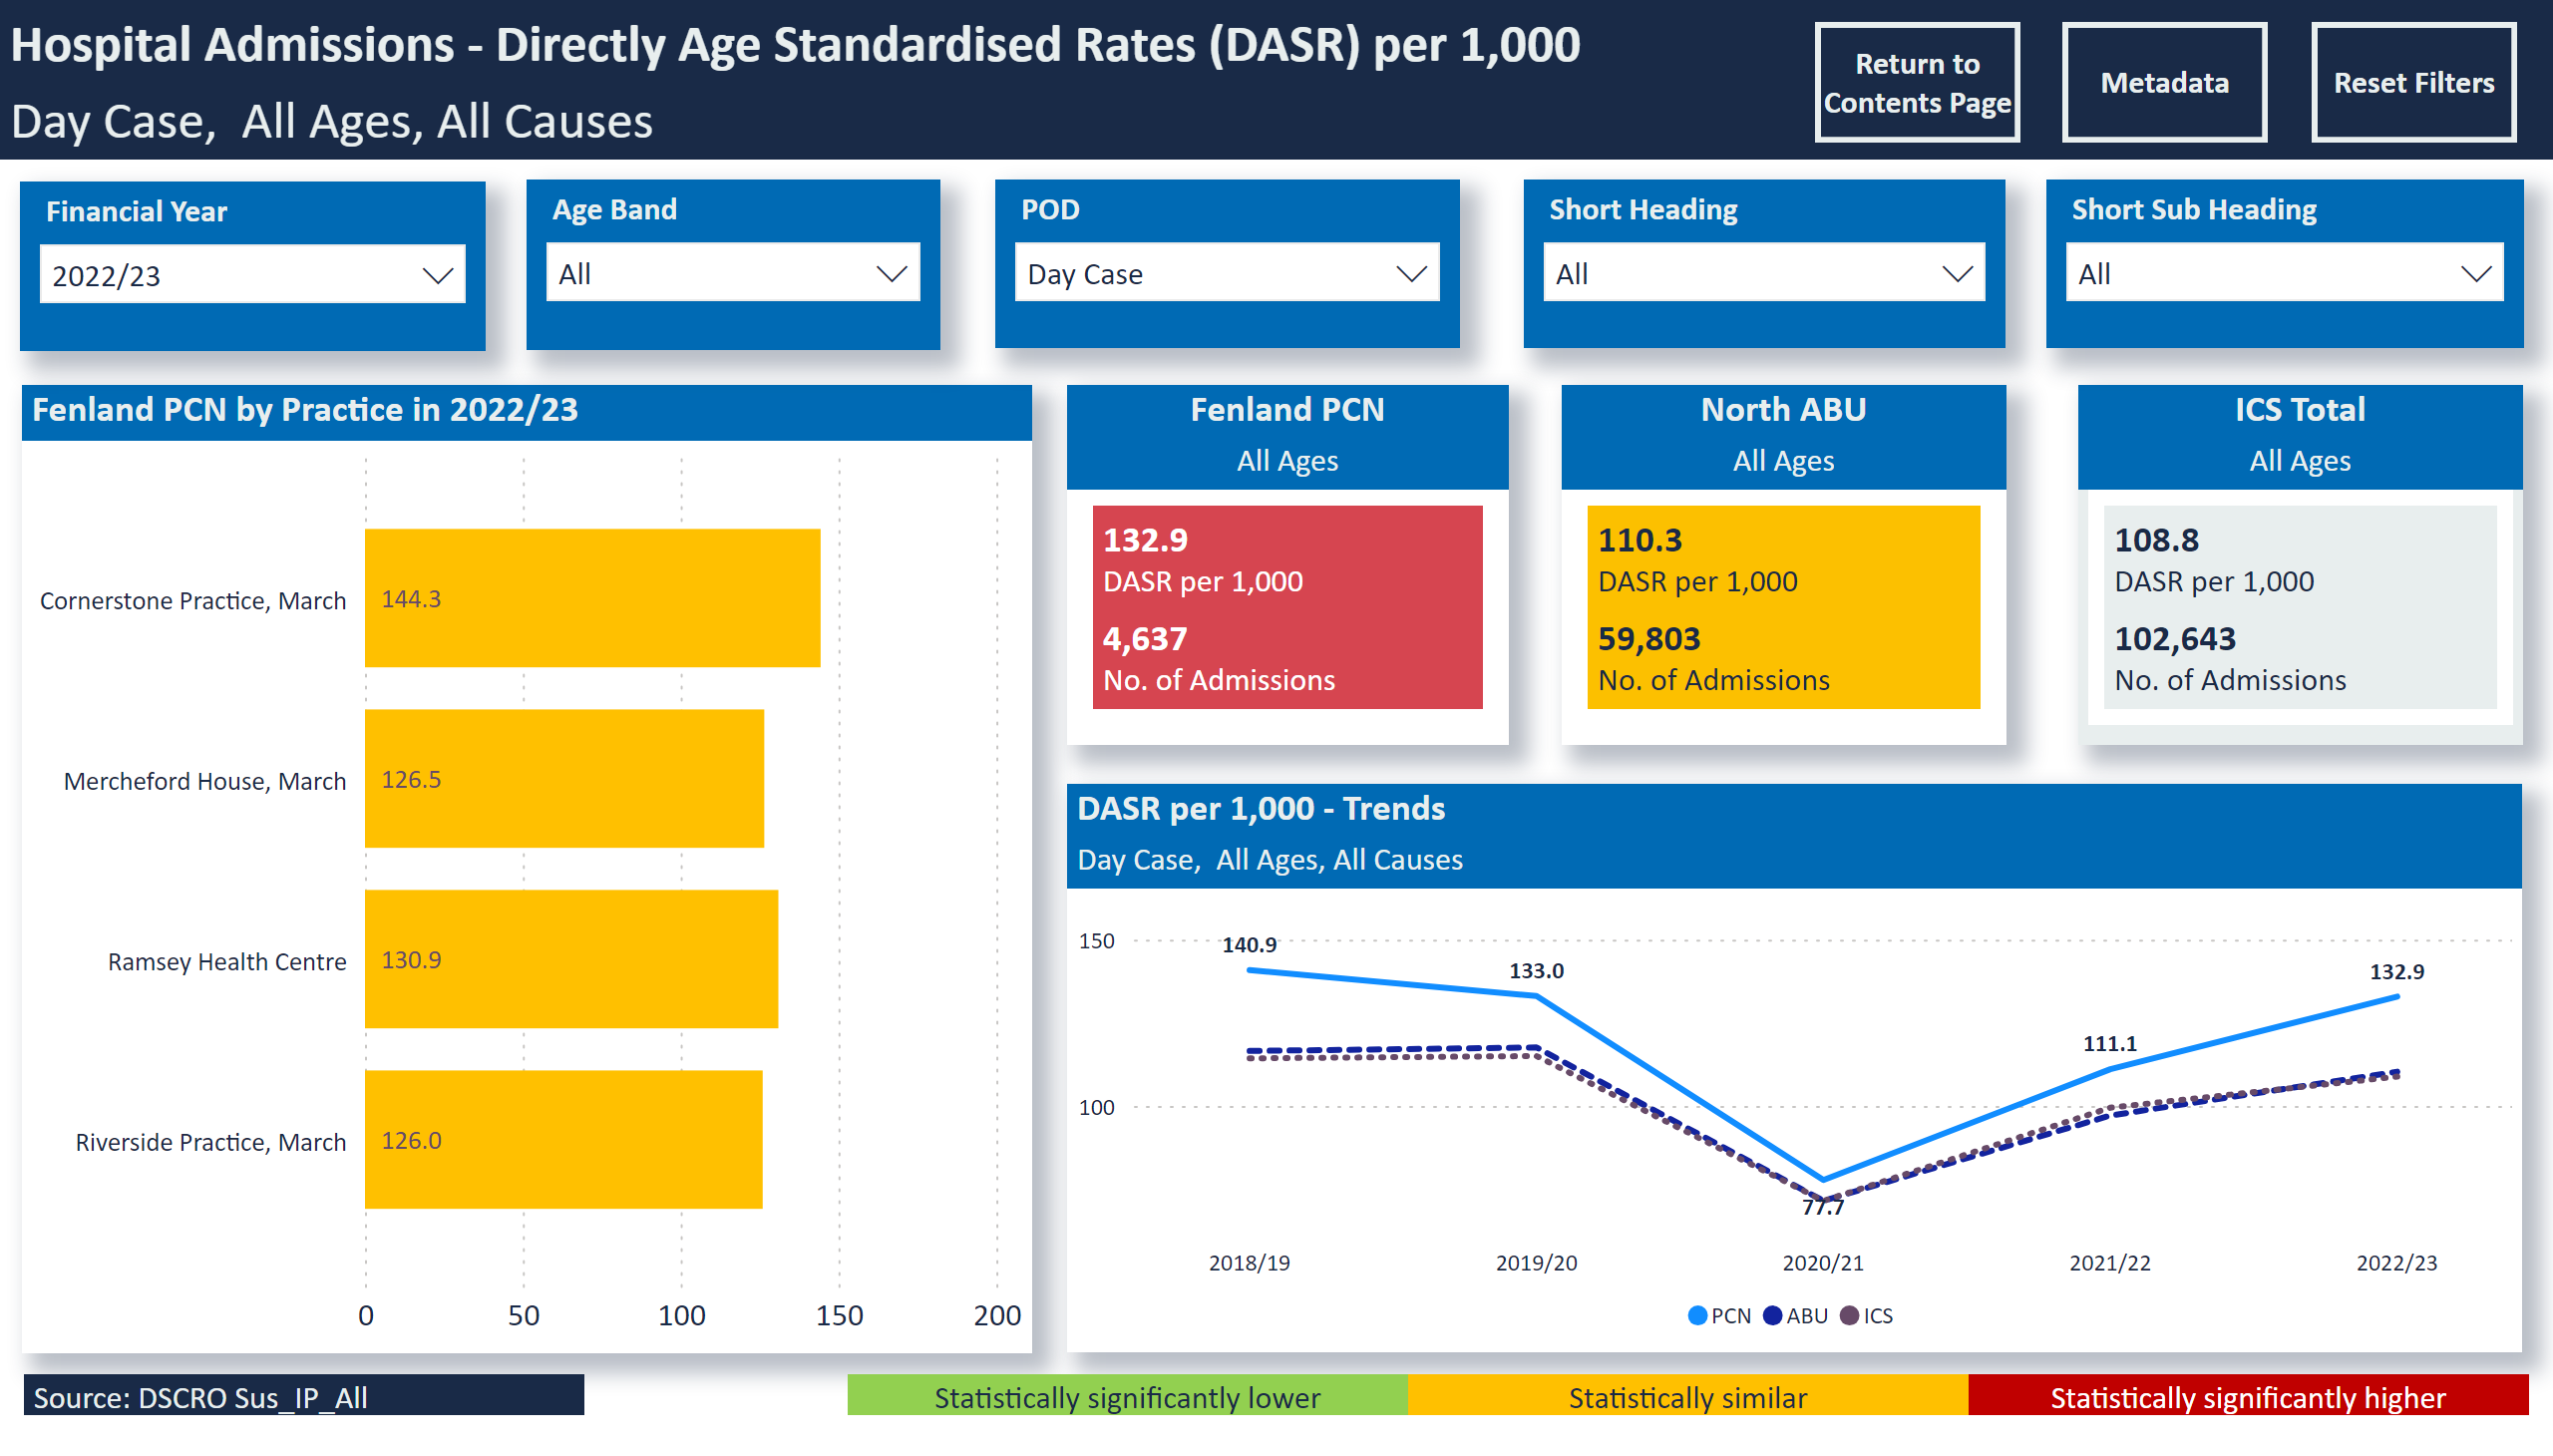 Hospital Admissions - Directly Age Standardised Rates (DASR) per 1,000
Day Case,  All Ages, All Causes
Return to
Contents Page
Metadata
Reset Filters
Financial Year
2022/23
Age Band
All
POD
Day Case
Short Heading
All
Short Sub Heading
All
Fenland PCN by Practice in 2022/23
Cornerstone Practice, March
144.3
Mercheford House, March
126.5
Ramsey Health Centre
130.9
Riverside Practice, March
126.0
0
50
100
150
200
Fenland PCN
All Ages
132.9
DASR per 1,000
4,637
No. of Admissions
North ABU
All Ages
110.3
DASR per 1,000
59,803
No. of Admissions
ICS Total
All Ages
108.8
DASR per 1,000
102,643
No. of Admissions
DASR per 1,000 - Trends
Day Case,  All Ages, All Causes
150
100
140.9
133.0
77.7
111.1
132.9
2018/19
2019/20
2020/21
2021/22
2022/23
PCN
ABU
ICS
Source: DSCRO Sus_IP_All
Statistically significantly lower
Statistically similar
Statistically significantly higher